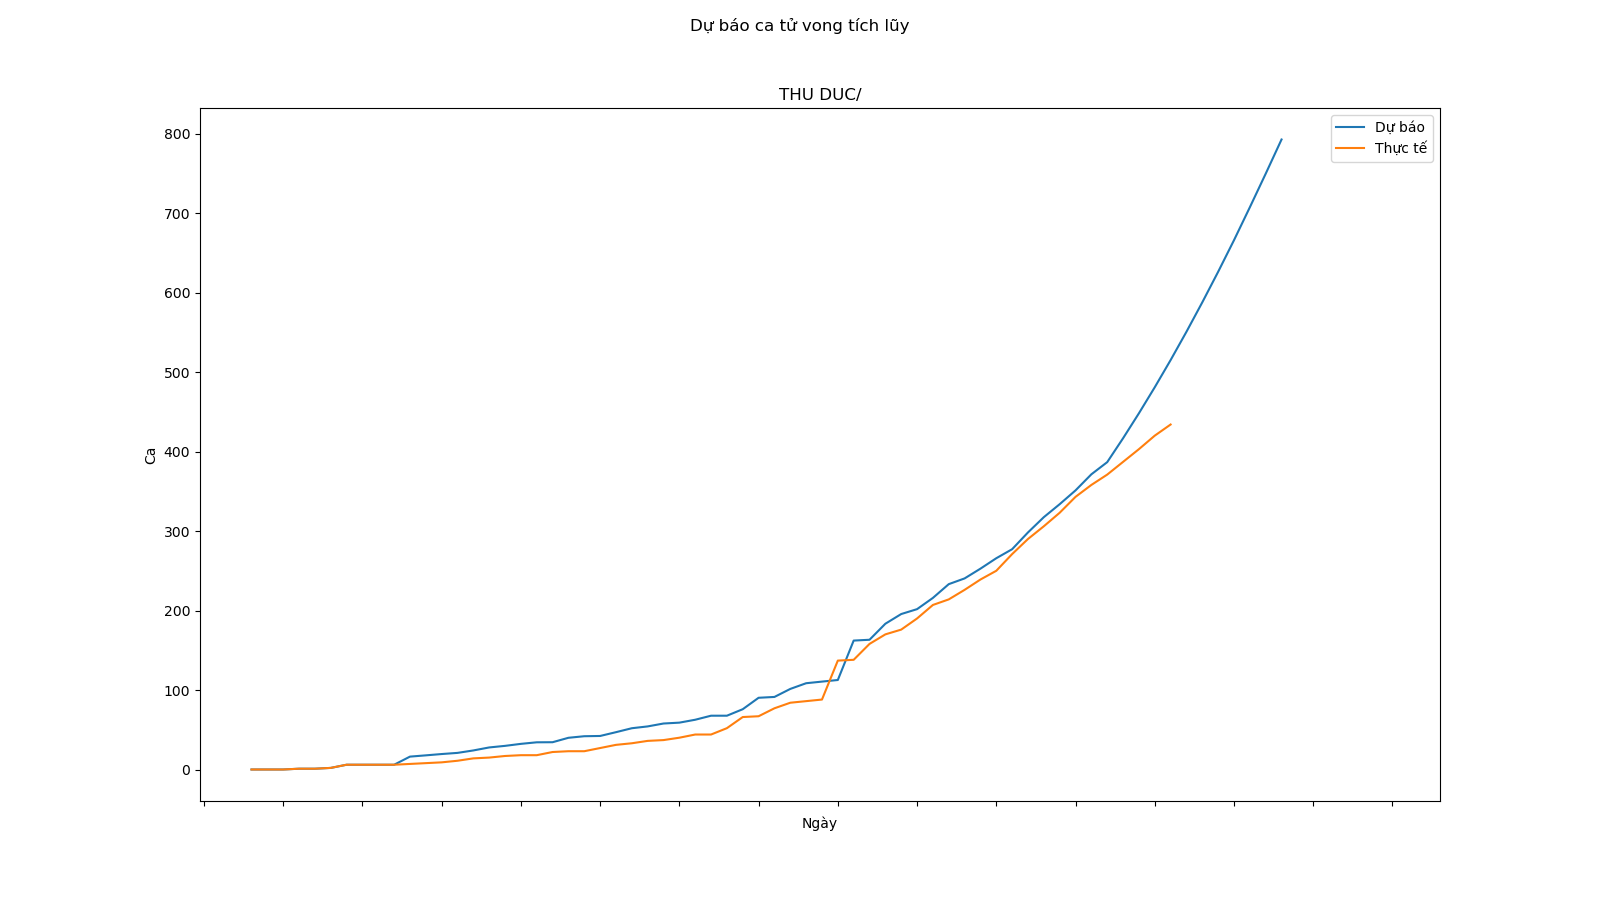 Dự báo ca tử vong tích lũy
THU DUC/
Dự báo
Thực tế
800
700
600
500
400
300
200
100
0
Ca
Ngày